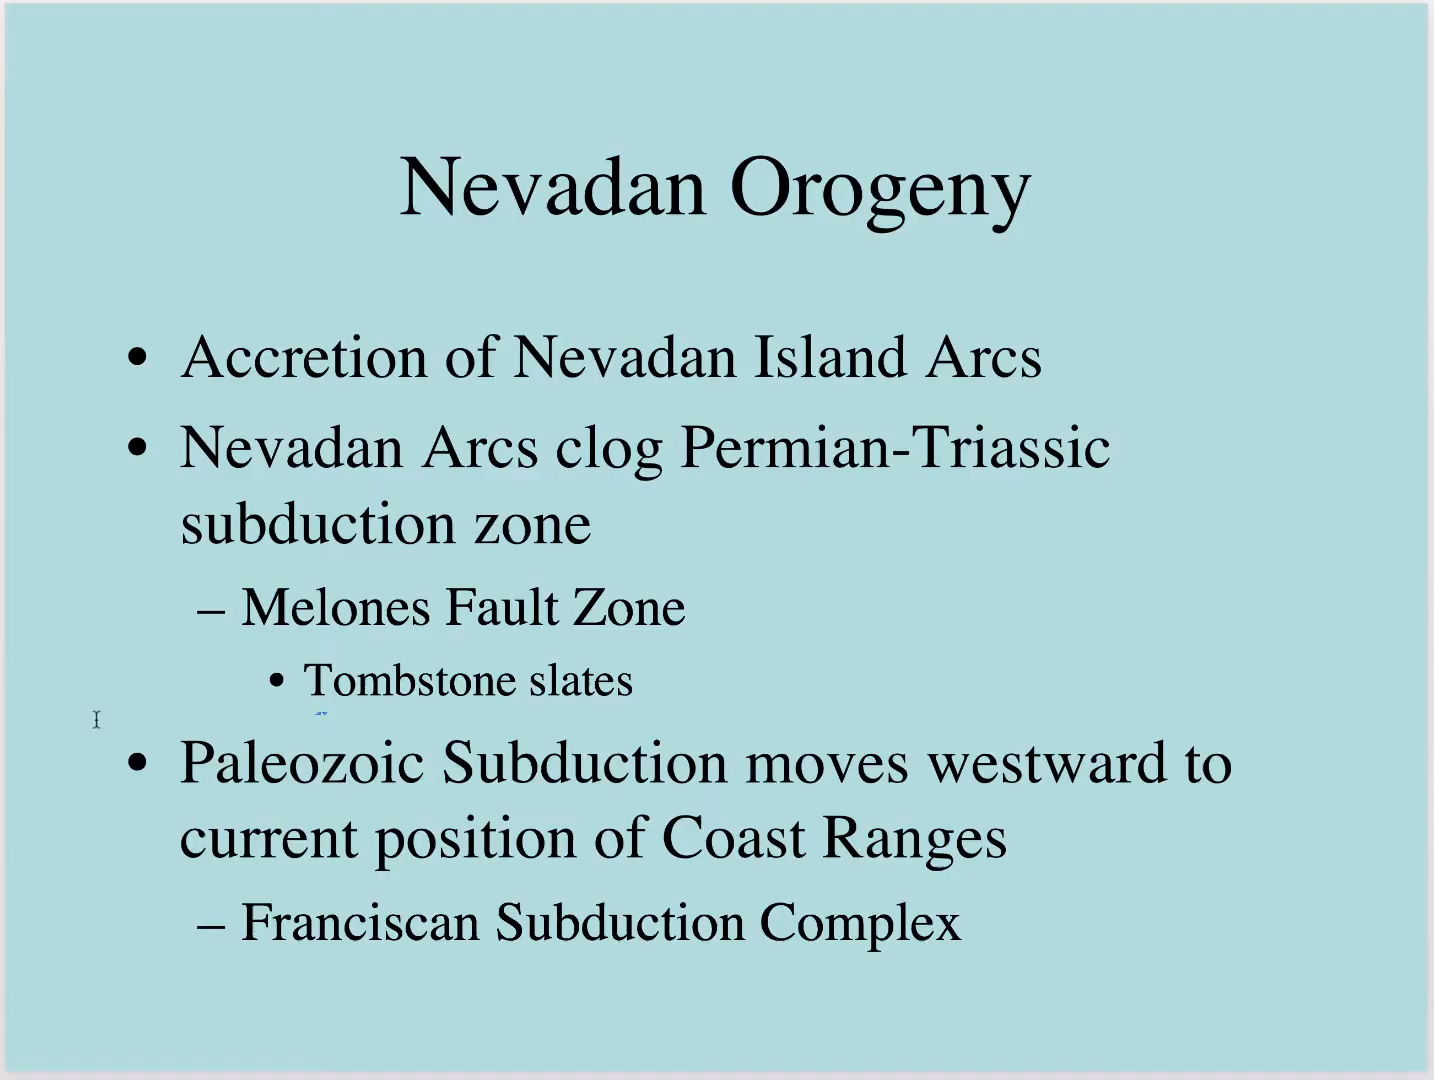 Nevadan Orogeny
• Accretion of Nevadan Island Arcs
• Nevadan Arcs clog Permian-Triassic
subduction zone
– Melones Fault Zone
• Tombstone slates
• Paleozoic Subduction moves westward to
current position of Coast Ranges
– Franciscan Subduction Complex